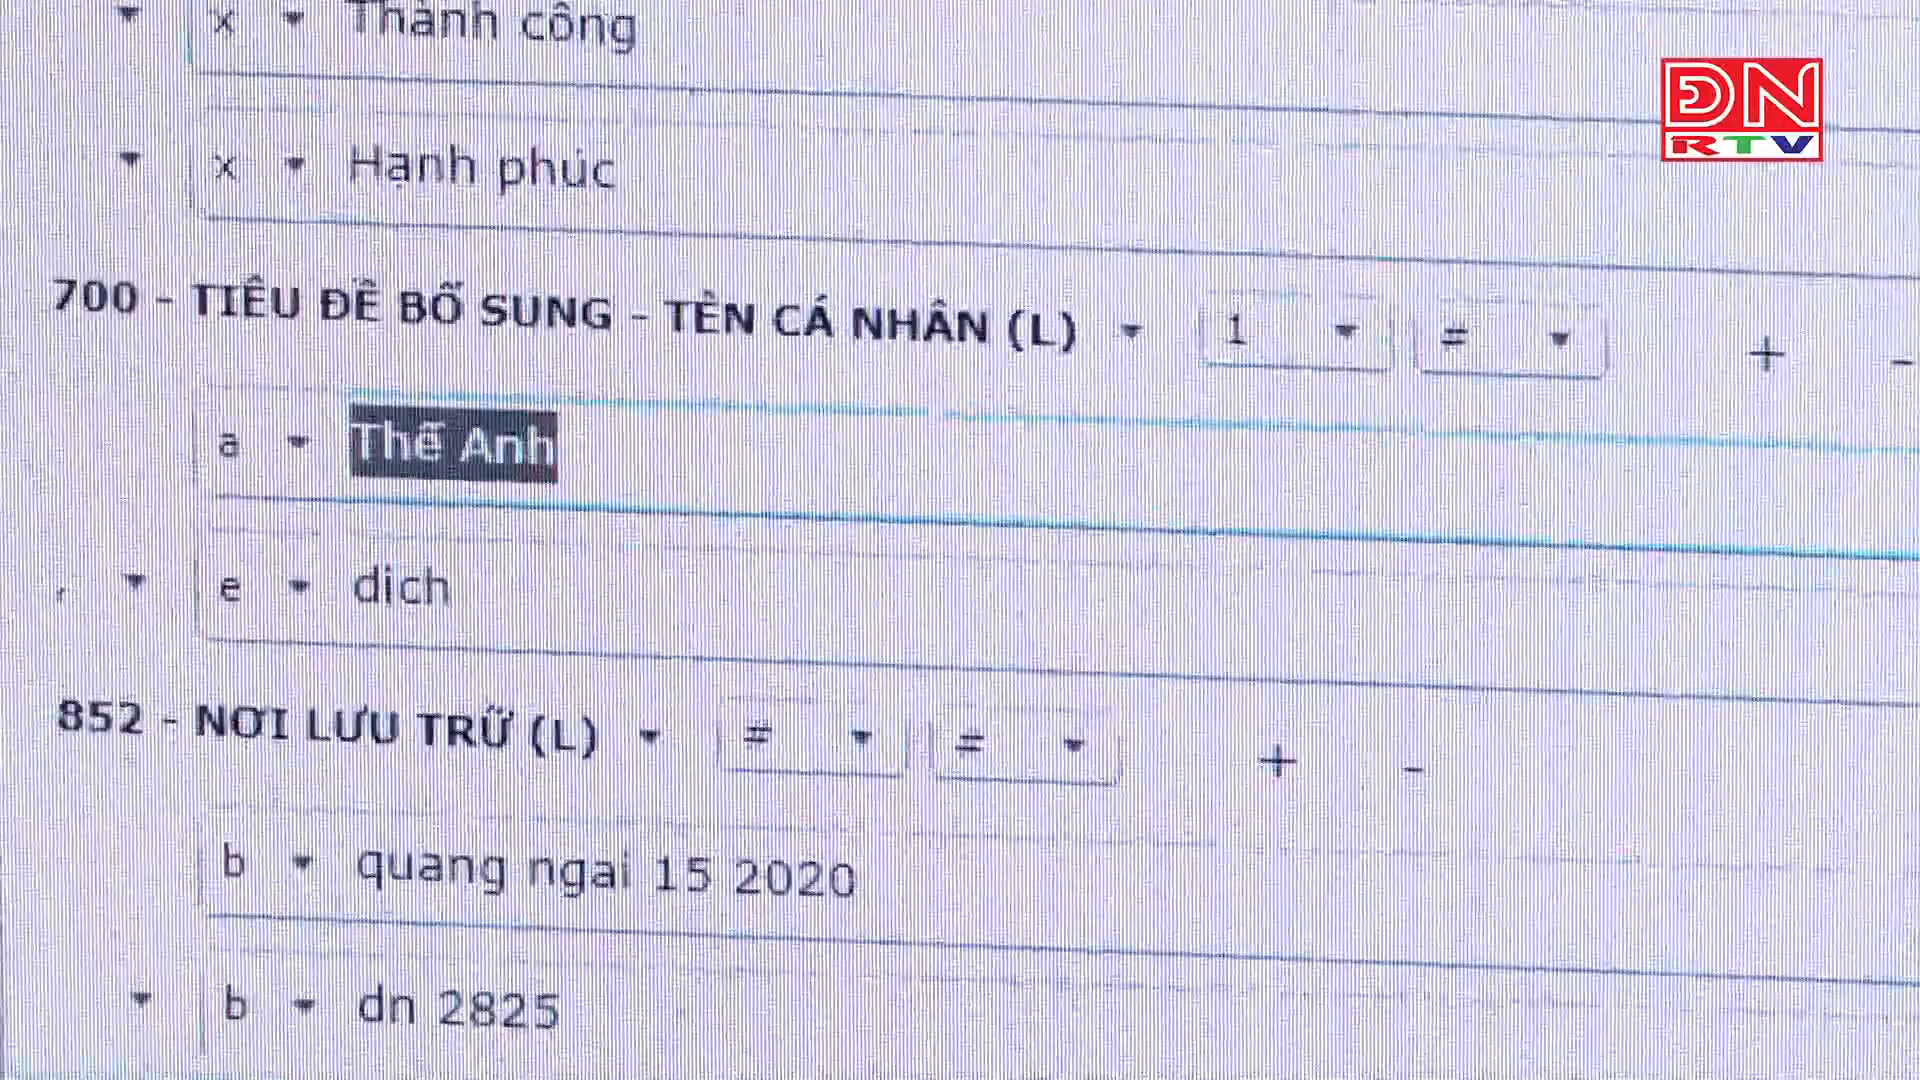 x Thành công
ĐN
RTV
x Hạnh phúc
700 - TIÊU ĐỀ BỔ SUNG - TÊN CÁ NHÂN (L) 1 = + -
a Thế Anh
e dich
852 - NƠI LƯU TRỮ (L) # = + -
b quang ngai 15 2020
b dn 2825